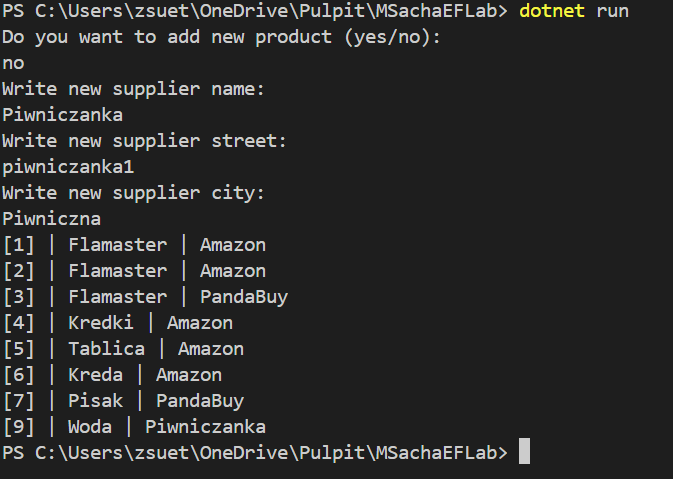 PS C:\Users\zsuet\OneDrive\Pulpit\MSachaEFLab> dotnet run
Do you want to add new product (yes/no):
no
Write new supplier name:
Piwniczanka
Write new supplier street:
piwniczanka1
Write new supplier city:
Piwniczna
[1] | Flamaster | Amazon
[2] | Flamaster | Amazon
[3] | Flamaster | PandaBuy
[4] | Kredki | Amazon
[5] | Tablica | Amazon
[6] | Kreda | Amazon
[7] | Pisak | PandaBuy
[9] | Woda | Piwniczanka
PS C:\Users\zsuet\OneDrive\Pulpit\MSachaEFLab>